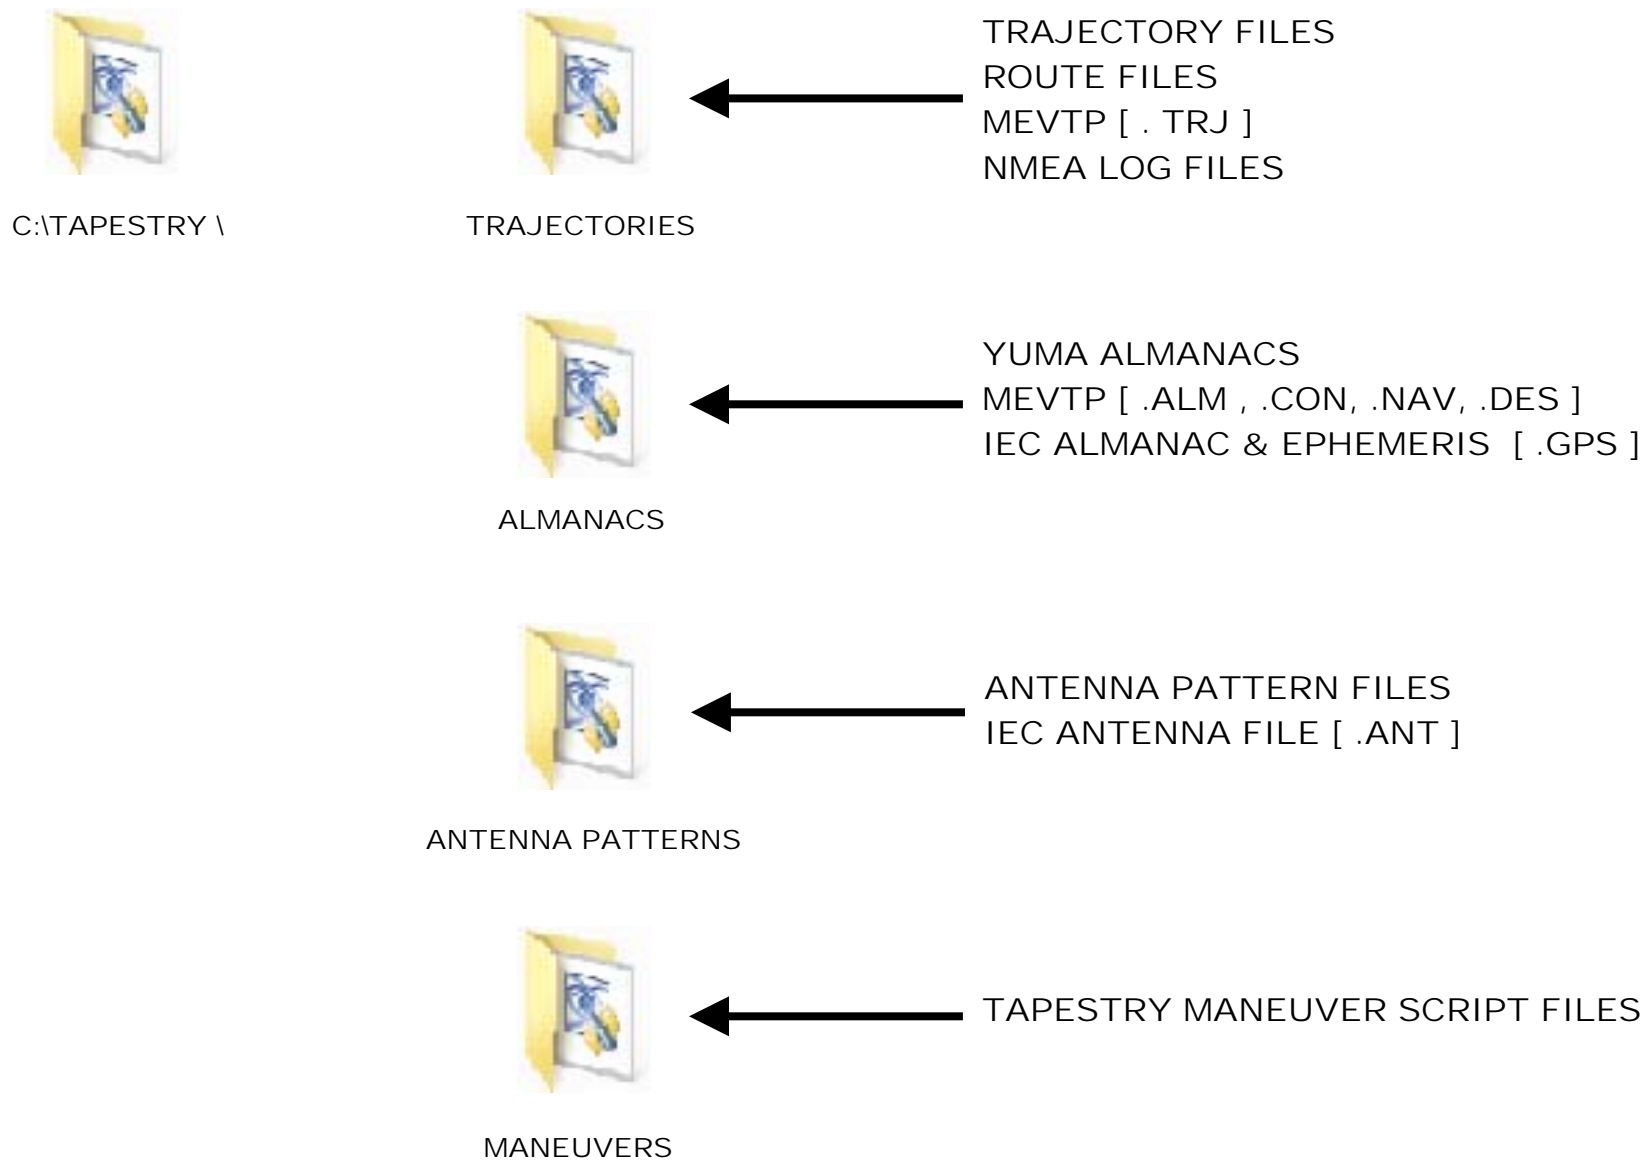 TRAJECTORY FILES
ROUTE FILES
MEVTP [ . TRJ ]
NMEA LOG FILES
C:\TAPESTRY \
TRAJECTORIES
YUMA ALMANACS
MEVTP [ .ALM , .CON, .NAV, .DES ]
IEC ALMANAC & EPHEMERIS [ .GPS ]
ALMANACS
ANTENNA PATTERN FILES
IEC ANTENNA FILE [ .ANT ]
ANTENNA PATTERNS
TAPESTRY MANEUVER SCRIPT FILES
MANEUVERS